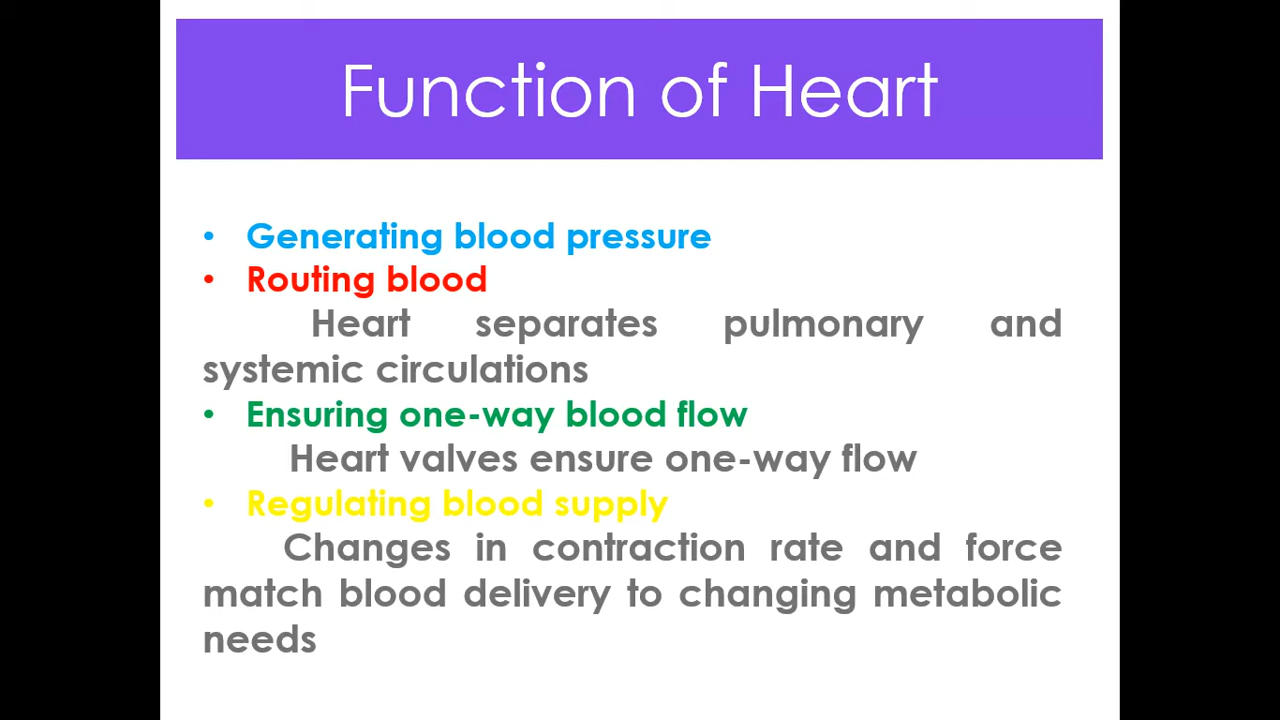 Function of Heart
• Generating blood pressure
• Routing blood
Heart separates pulmonary and
systemic circulations
• Ensuring one-way blood flow
Heart valves ensure one-way flow
• Regulating blood supply
Changes in contraction rate and force
match blood delivery to changing metabolic
needs